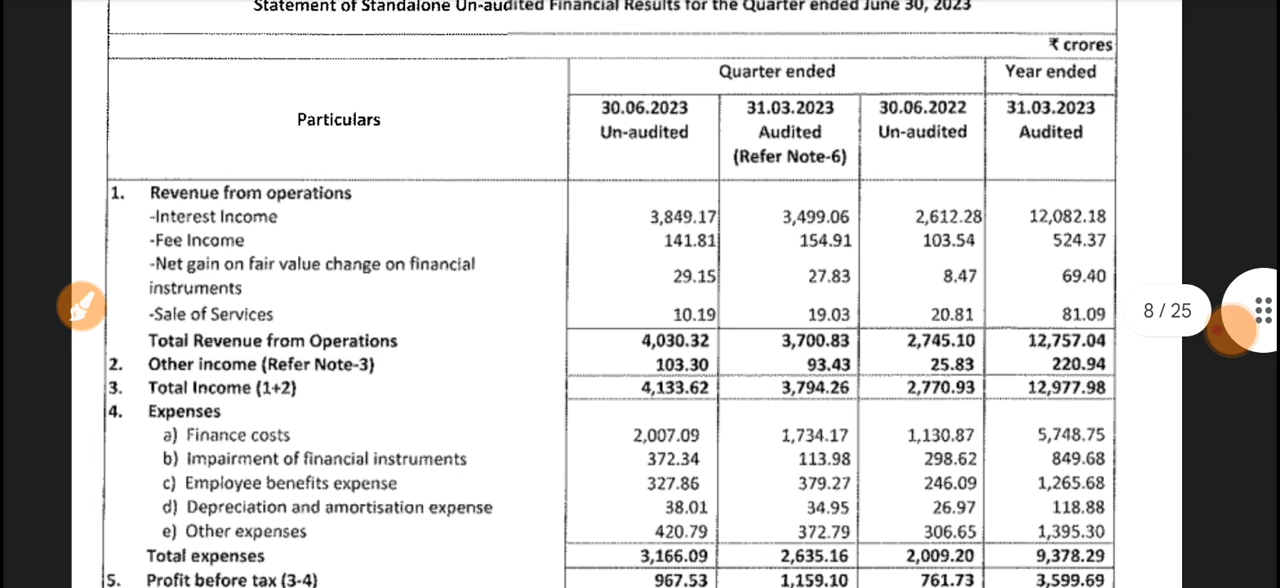 Statement of Standalone Un-audited Financial Results for the Quarter ended June 30, 2023
₹ crores
Particulars Quarter ended Year ended
30.06.2023 31.03.2023 30.06.2022 31.03.2023
Un-audited Audited Un-audited Audited
(Refer Note-6)
1. Revenue from operations
-Interest Income 3,849.17 3,499.06 2,612.28 12,082.18
-Fee Income 141.81 154.91 103.54 524.37
-Net gain on fair value change on financial
instruments 29.15 27.83 8.47 69.40
-Sale of Services 10.19 19.03 20.81 81.09
Total Revenue from Operations 4,030.32 3,700.83 2,745.10 12,757.04
2. Other income (Refer Note-3) 103.30 93.43 25.83 220.94
3. Total Income (1+2) 4,133.62 3,794.26 2,770.93 12,977.98
4. Expenses
a) Finance costs 2,007.09 1,734.17 1,130.87 5,748.75
b) Impairment of financial instruments 372.34 113.98 298.62 849.68
c) Employee benefits expense 327.86 379.27 246.09 1,265.68
d) Depreciation and amortisation expense 38.01 34.95 26.97 118.88
e) Other expenses 420.79 372.79 306.65 1,395.30
Total expenses 3,166.09 2,635.16 2,009.20 9,378.29
5. Profit before tax (3-4) 967.53 1,159.10 761.73 3,599.69
8 / 25